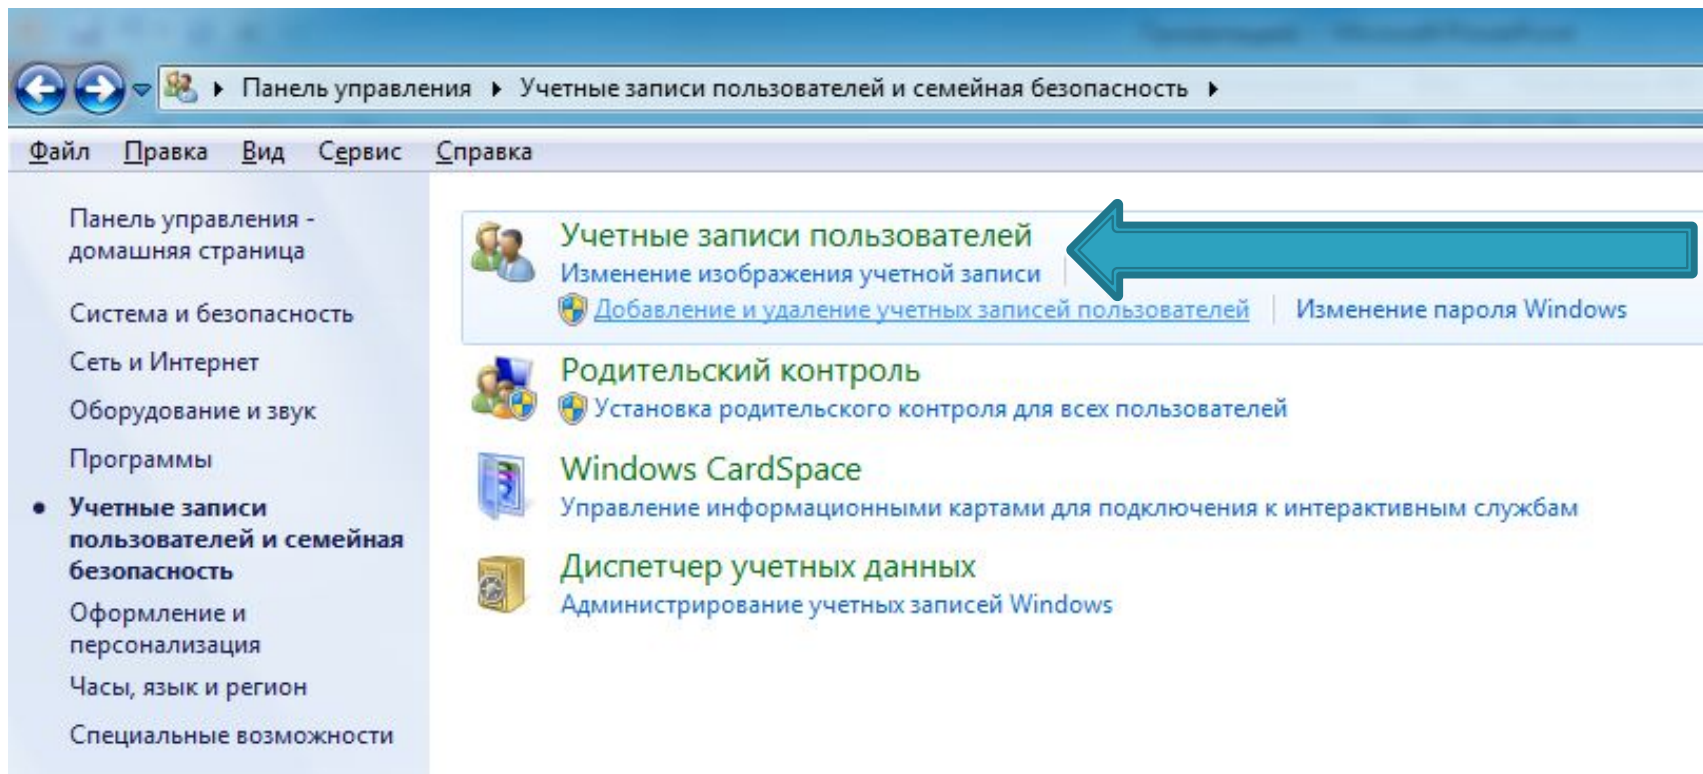 Панель управления Учетные записи пользователей и семейная безопасность
Файл Правка Вид Сервис Справка
Панель управления -
домашняя страница
Система и безопасность
Сеть и Интернет
Оборудование и звук
Программы
Учетные записи
пользователей и семейная
безопасность
Оформление и
персонализация
Часы, язык и регион
Специальные возможности
Учетные записи пользователей
Изменение изображения учетной записи
Добавление и удаление учетных записей пользователей
Изменение пароля Windows
Родительский контроль
Установка родительского контроля для всех пользователей
Windows CardSpace
Управление информационными картами для подключения к интерактивным службам
Диспетчер учетных данных
Администрирование учетных записей Windows